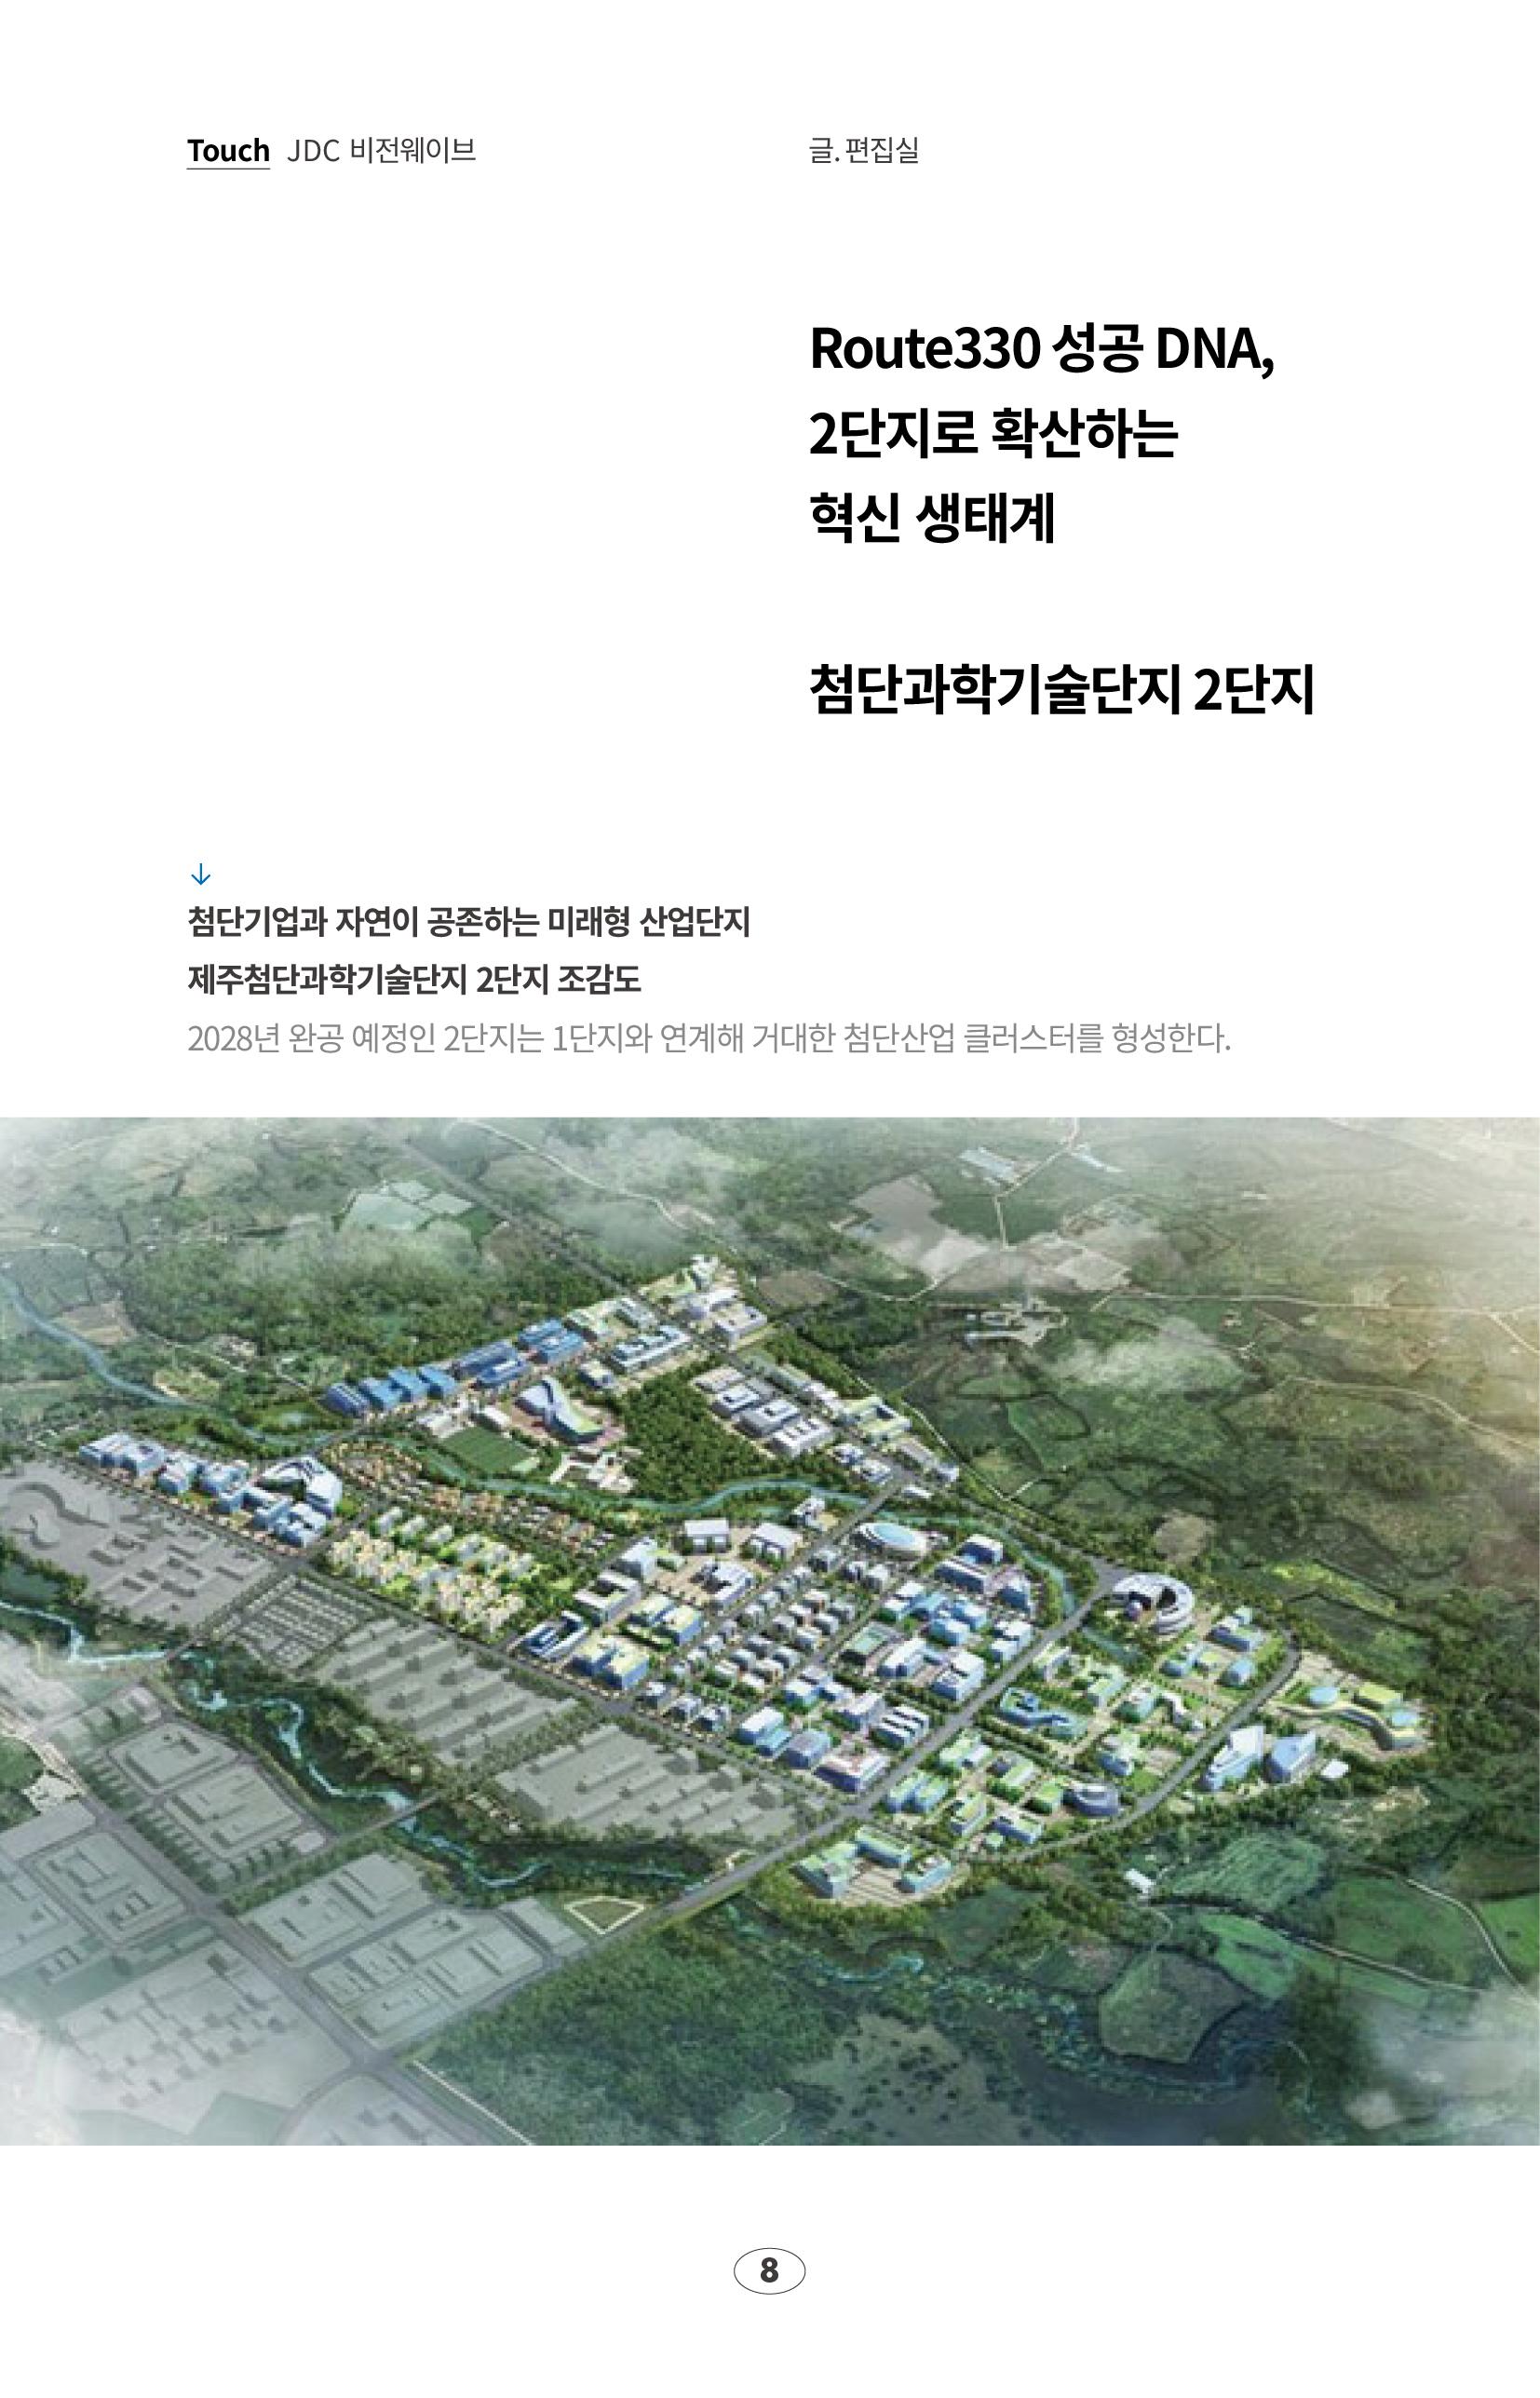 Touch JDC 비전웨이브
글. 편집실
Route330 성공 DNA,
2단지로 확산하는
혁신 생태계
첨단과학기술단지 2단지
↓
첨단기업과 자연이 공존하는 미래형 산업단지
제주첨단과학기술단지 2단지 조감도
2028년 완공 예정인 2단지는 1단지와 연계해 거대한 첨단산업 클러스터를 형성한다.
8